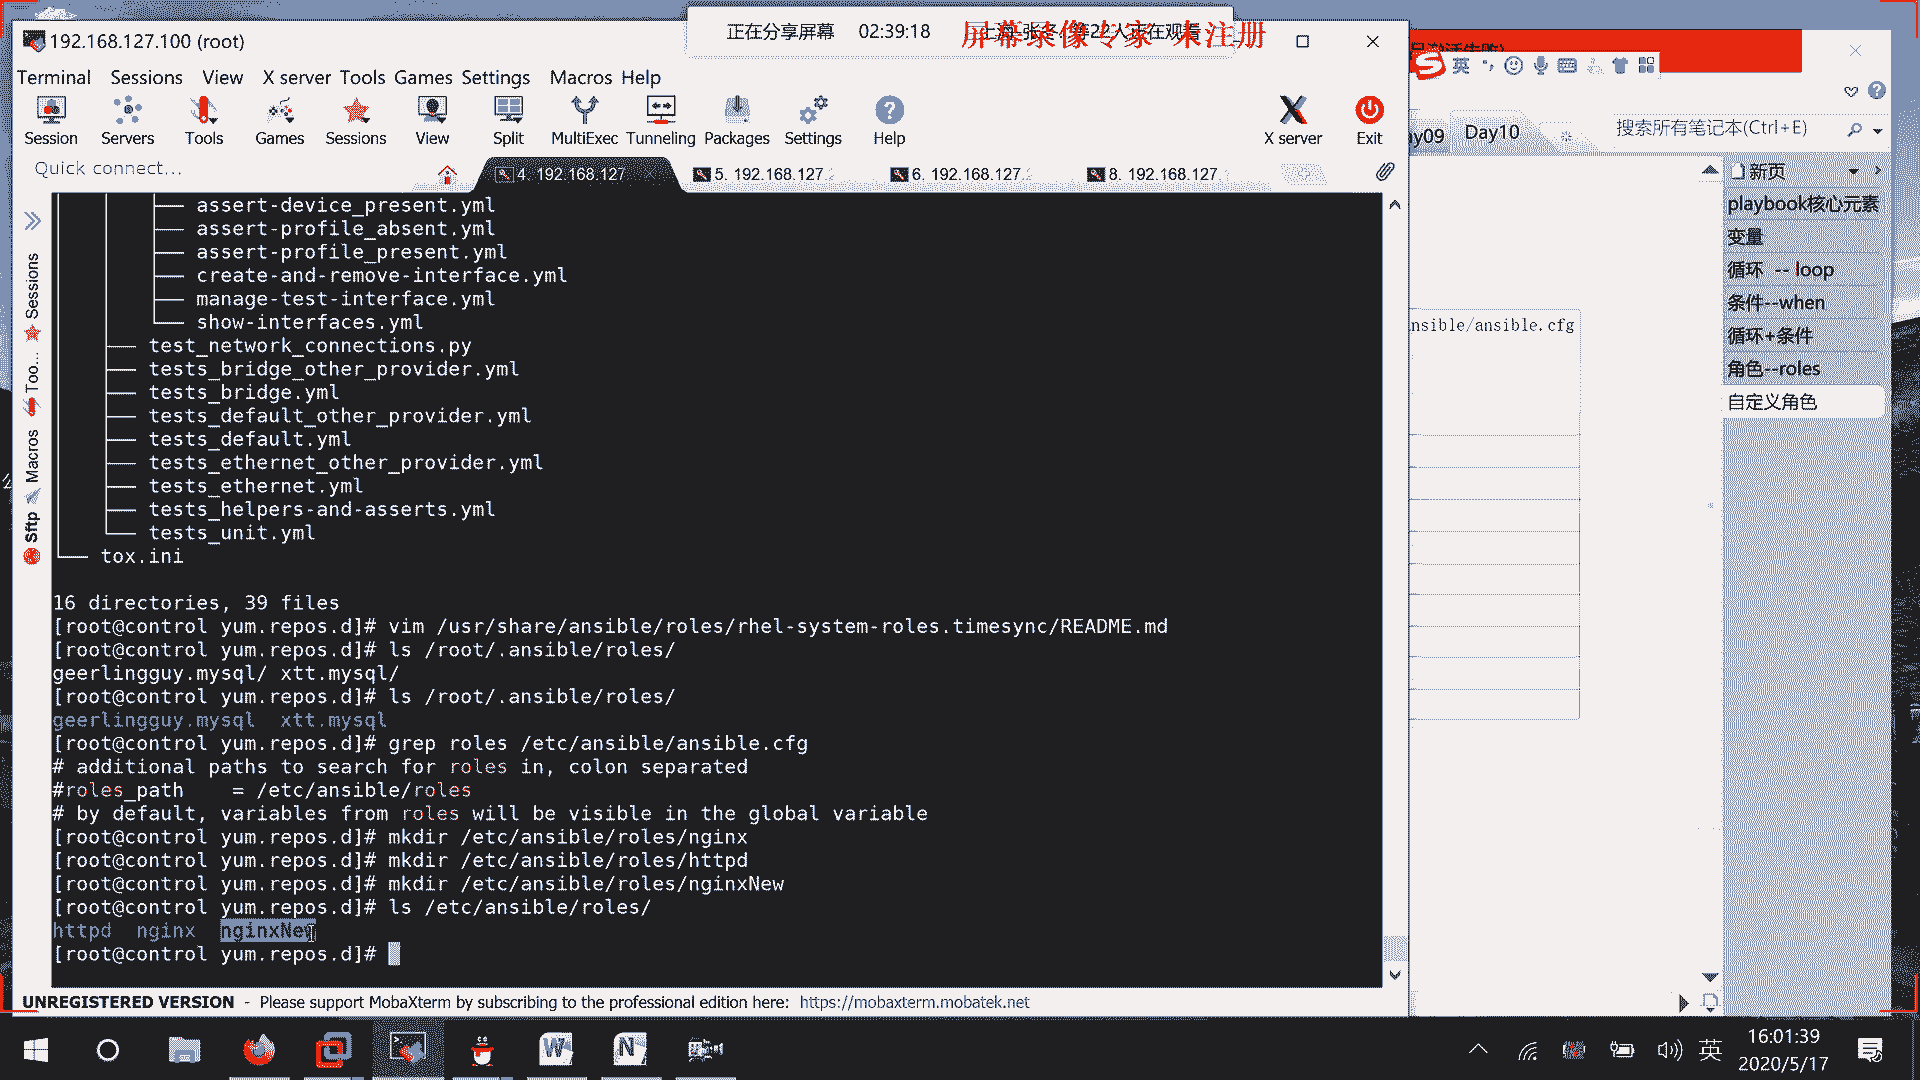 192.168.127.100 (root)
正在分享屏幕 02:39:18
屏幕录像专家 未注册
Terminal Sessions View X server Tools Games Settings Macros Help
Session Servers Tools Games Sessions View Split MultiExec Tunneling Packages Settings Help X server Exit
Quick connect...
4. 192.168.127
5. 192.168.127.
6. 192.168.127.
8. 192.168.127.
Sessions
Too...
Macros
Sftp
├── assert-device_present.yml
├── assert-profile_absent.yml
├── assert-profile_present.yml
├── create-and-remove-interface.yml
├── manage-test-interface.yml
└── show-interfaces.yml
├── test_network_connections.py
├── tests_bridge_other_provider.yml
├── tests_bridge.yml
├── tests_default_other_provider.yml
├── tests_default.yml
├── tests_ethernet_other_provider.yml
├── tests_ethernet.yml
├── tests_helpers-and-asserts.yml
└── tests_unit.yml
└── tox.ini
16 directories, 39 files
[root@control yum.repos.d]# vim /usr/share/ansible/roles/rhel-system-roles.timesync/README.md
[root@control yum.repos.d]# ls /root/.ansible/roles/
geerlingguy.mysql/ xtt.mysql/
[root@control yum.repos.d]# ls /root/.ansible/roles/
geerlingguy.mysql  xtt.mysql
[root@control yum.repos.d]# grep roles /etc/ansible/ansible.cfg
# additional paths to search for roles in, colon separated
#roles_path    = /etc/ansible/roles
# by default, variables from roles will be visible in the global variable
[root@control yum.repos.d]# mkdir /etc/ansible/roles/nginx
[root@control yum.repos.d]# mkdir /etc/ansible/roles/httpd
[root@control yum.repos.d]# mkdir /etc/ansible/roles/nginxNew
[root@control yum.repos.d]# ls /etc/ansible/roles/
httpd  nginx  nginxNew
[root@control yum.repos.d]#
UNREGISTERED VERSION - Please support MobaXterm by subscribing to the professional edition here: https://mobaxterm.mobatek.net
英
ay09 Day10
搜索所有笔记本(Ctrl+E)
新页
playbook核心元素
变量
循环 -- loop
条件--when
循环+条件
角色--roles
自定义角色
nsible/ansible.cfg
英
16:01:39
2020/5/17